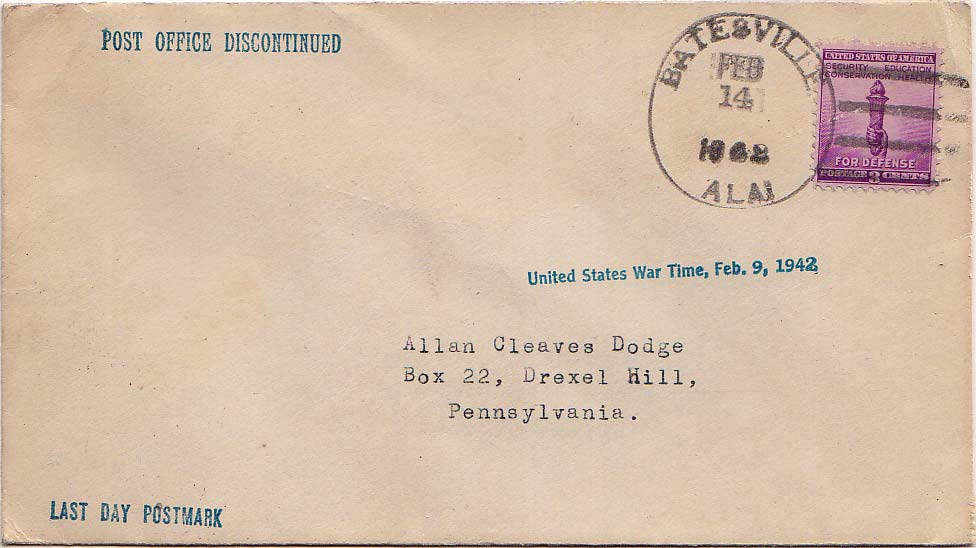 POST OFFICE DISCONTINUED
BATESVILLE
FEB
14
1942
ALA.
UNITED STATES OF AMERICA
SECURITY EDUCATION
CONSERVATION HEALTH
FOR DEFENSE
POSTAGE 3 CENTS
United States War Time, Feb. 9, 1942
Allan Cleaves Dodge
Box 22, Drexel Hill,
Pennsylvania.
LAST DAY POSTMARK